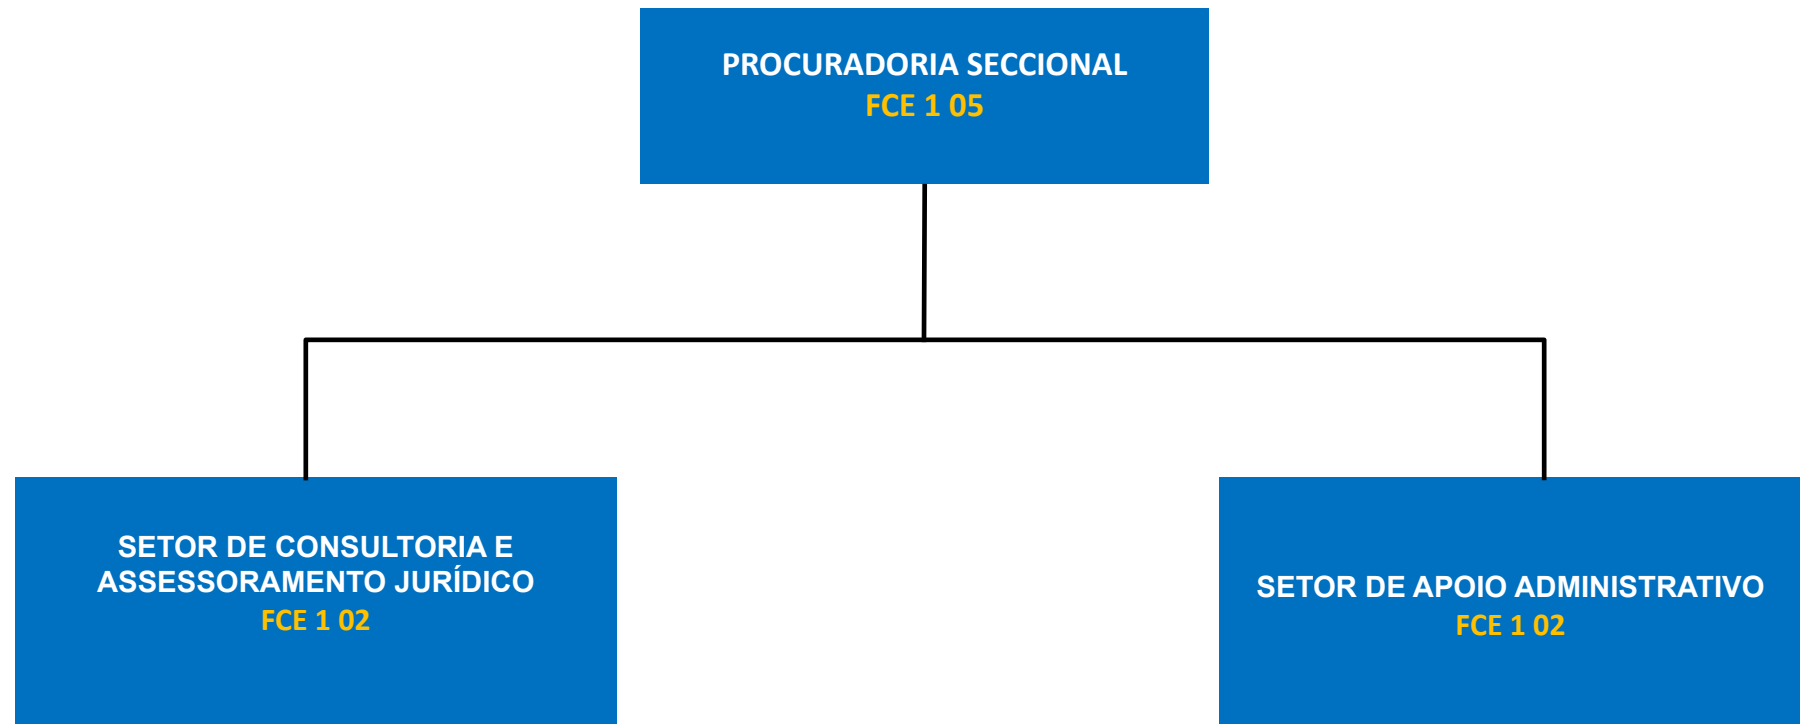 PROCURADORIA SECCIONAL
FCE 1 05
SETOR DE CONSULTORIA E
ASSESSORAMENTO JURÍDICO
FCE 1 02
SETOR DE APOIO ADMINISTRATIVO
FCE 1 02